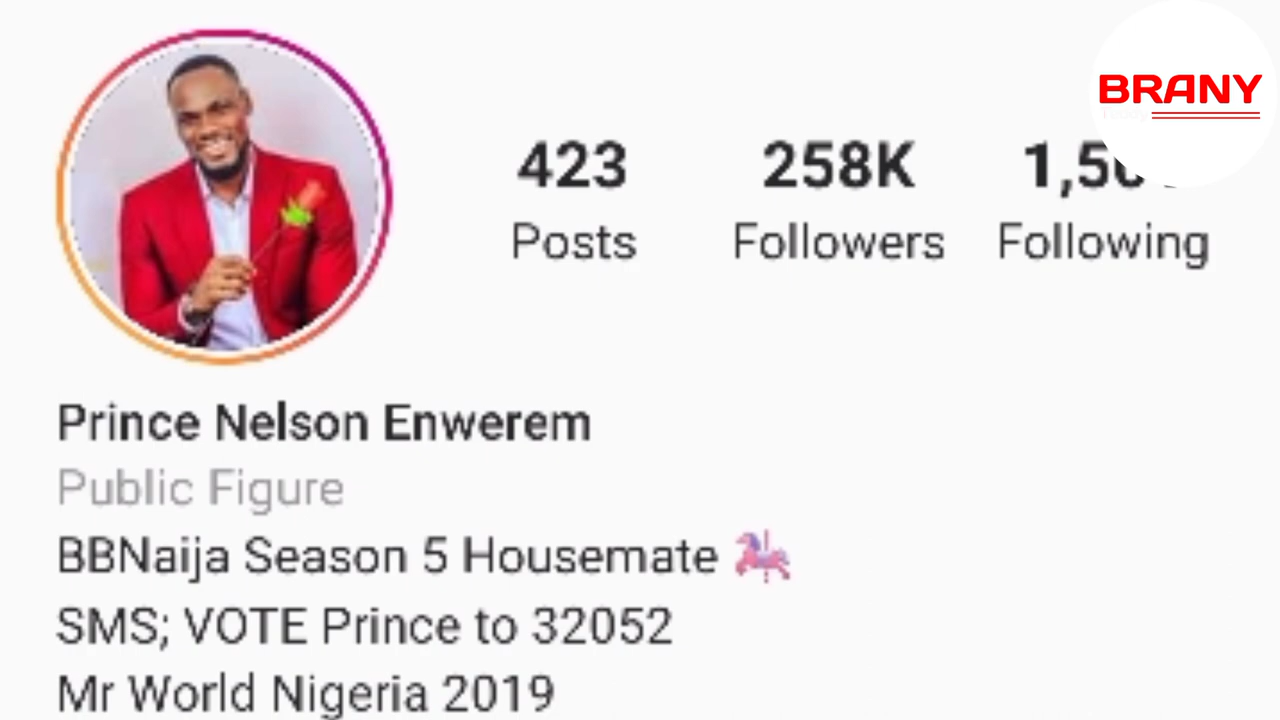 BRANY
423 258K
Posts Followers Following
Prince Nelson Enwerem
Public Figure
BBNaija Season 5 Housemate
SMS; VOTE Prince to 32052
Mr World Nigeria 2019